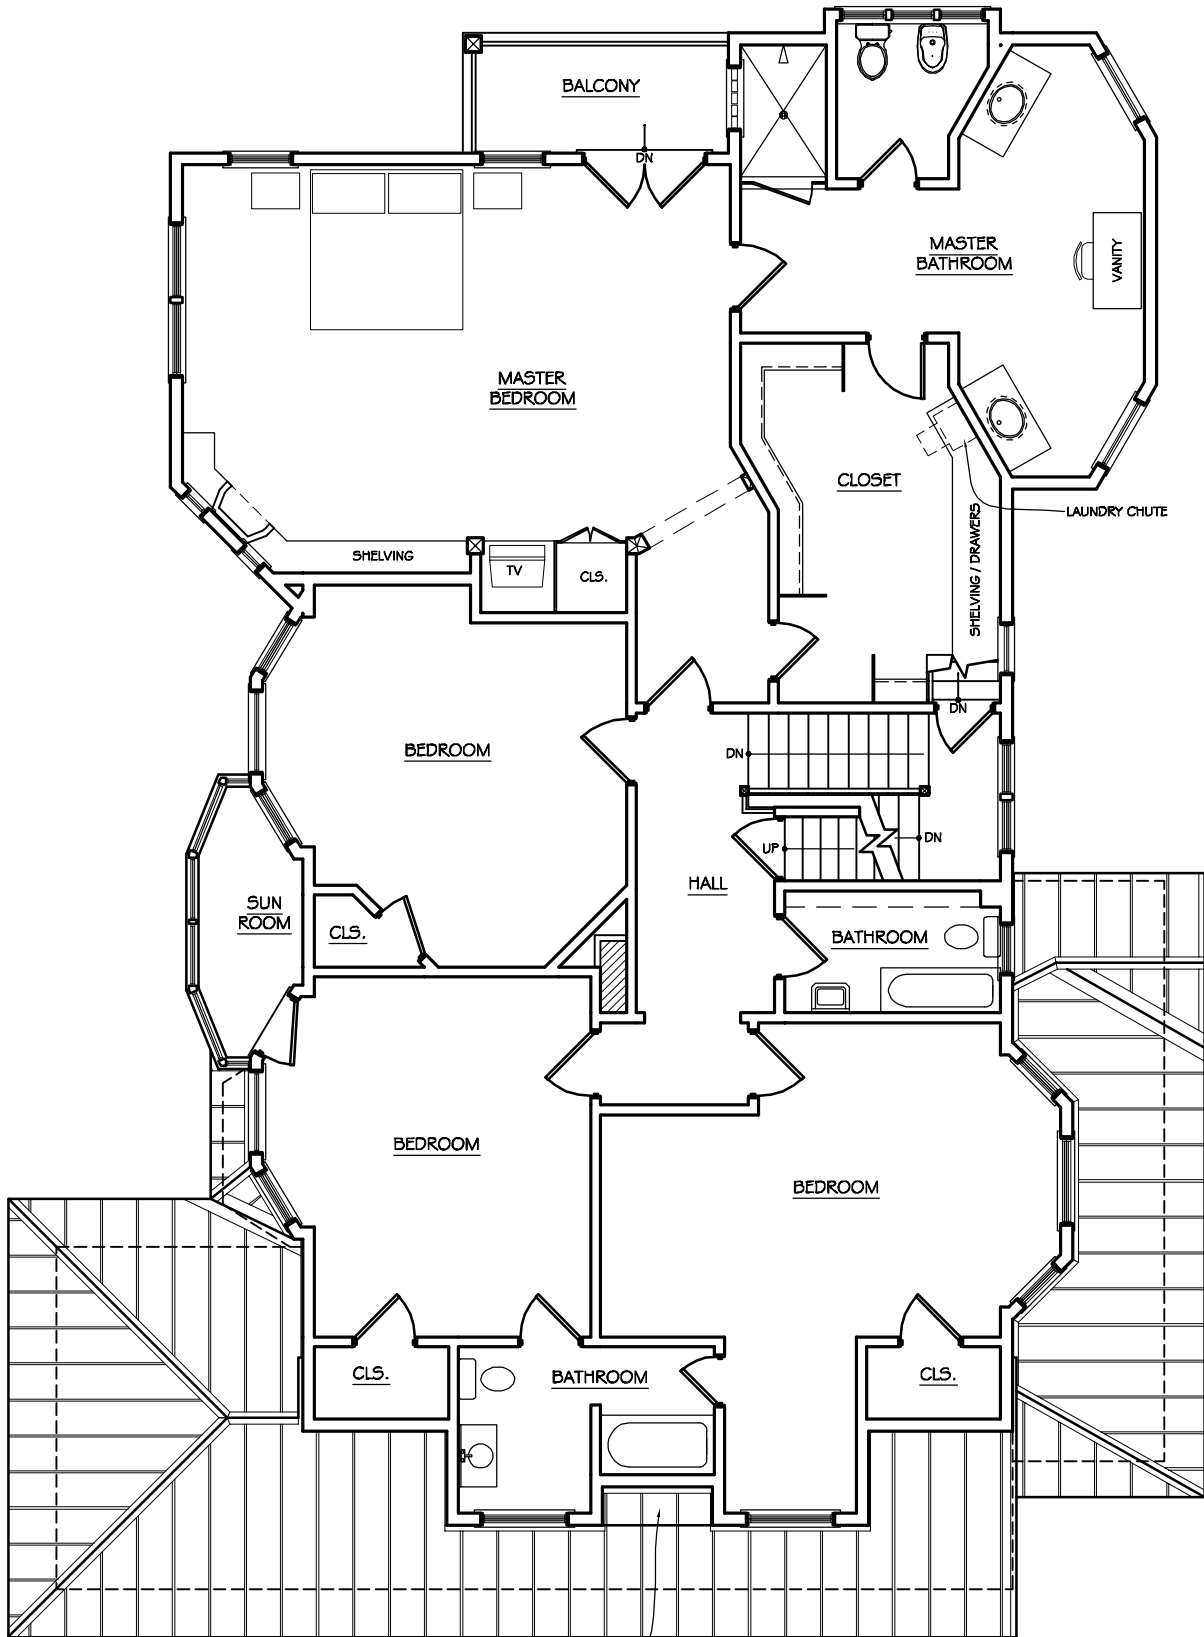 BALCONY
DN
MASTER
BATHROOM
VANITY
MASTER
BEDROOM
CLOSET
LAUNDRY CHUTE
SHELVING / DRAWERS
SHELVING
TV
CLS.
DN
BEDROOM
DN
DN
UP
HALL
SUN
ROOM
CLS.
BATHROOM
BEDROOM
BEDROOM
CLS.
BATHROOM
CLS.